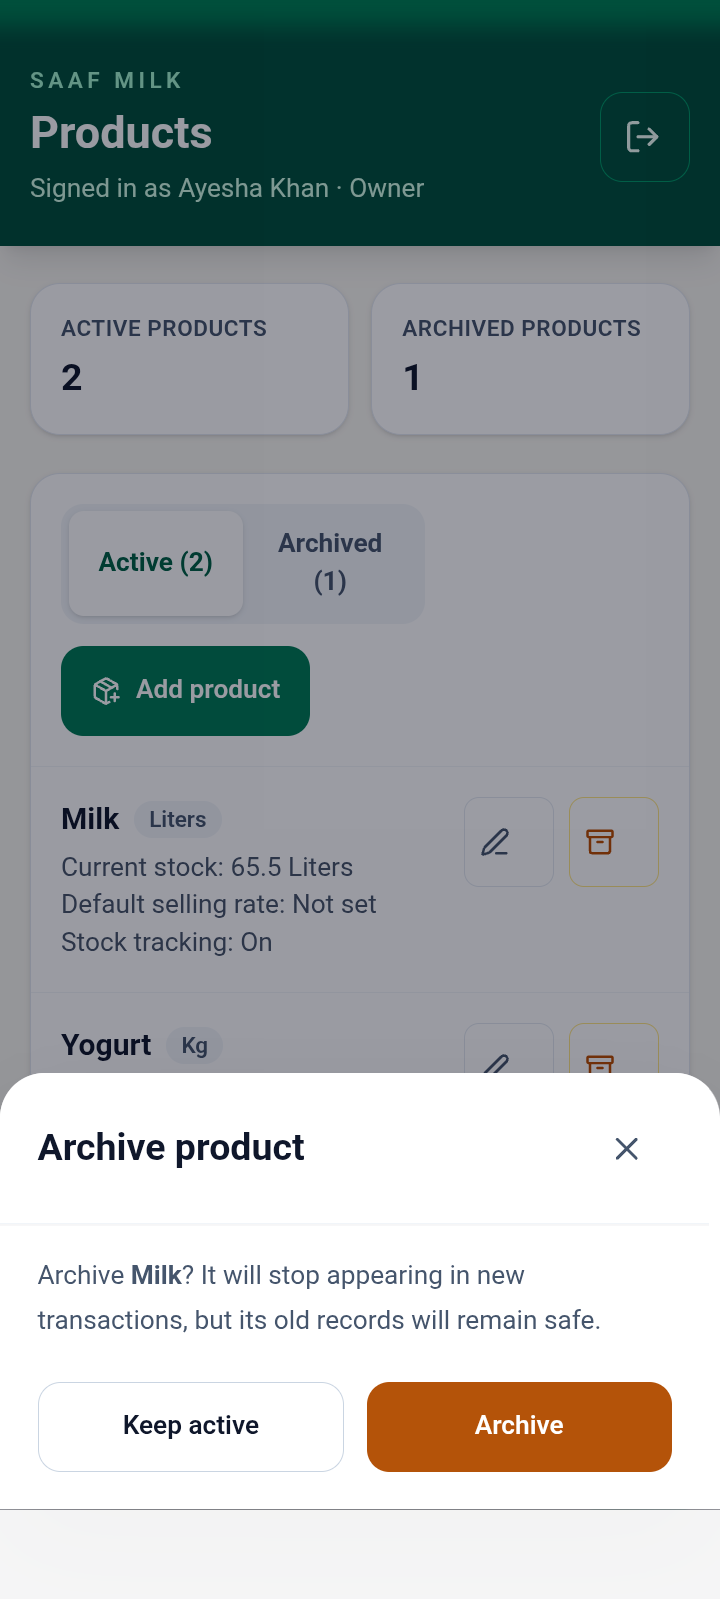 SAAF MILK
Products
Signed in as Ayesha Khan · Owner
ACTIVE PRODUCTS
2
ARCHIVED PRODUCTS
1
Active (2)
Archived
(1)
Add product
Milk Liters
Current stock: 65.5 Liters
Default selling rate: Not set
Stock tracking: On
Yogurt Kg
Archive product
Archive Milk? It will stop appearing in new
transactions, but its old records will remain safe.
Keep active
Archive